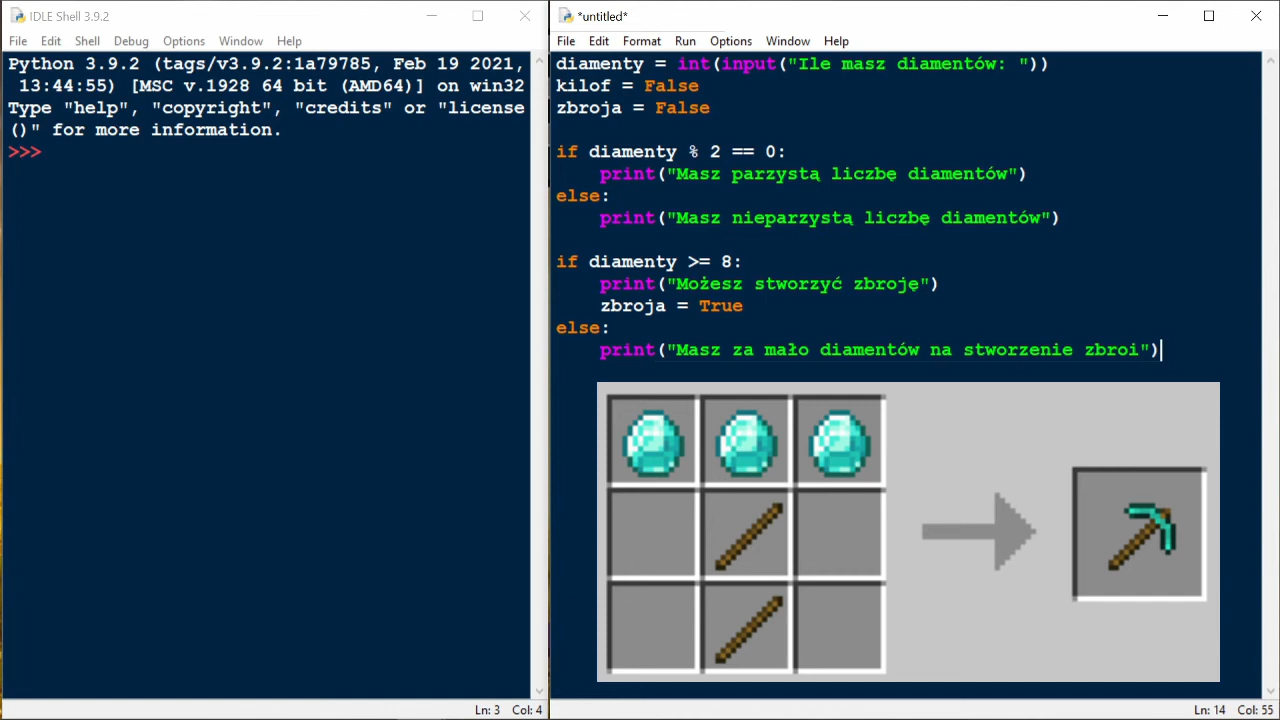 IDLE Shell 3.9.2
File Edit Shell Debug Options Window Help
Python 3.9.2 (tags/v3.9.2:1a79785, Feb 19 2021,
13:44:55) [MSC v.1928 64 bit (AMD64)] on win32
Type "help", "copyright", "credits" or "license
()" for more information.
>>>
Ln: 3 Col: 4
*untitled*
File Edit Format Run Options Window Help
diamenty = int(input("Ile masz diamentów: "))
kilof = False
zbroja = False
if diamenty % 2 == 0:
    print("Masz parzystą liczbę diamentów")
else:
    print("Masz nieparzystą liczbę diamentów")
if diamenty >= 8:
    print("Możesz stworzyć zbroję")
    zbroja = True
else:
    print("Masz za mało diamentów na stworzenie zbroi")
Ln: 14 Col: 55